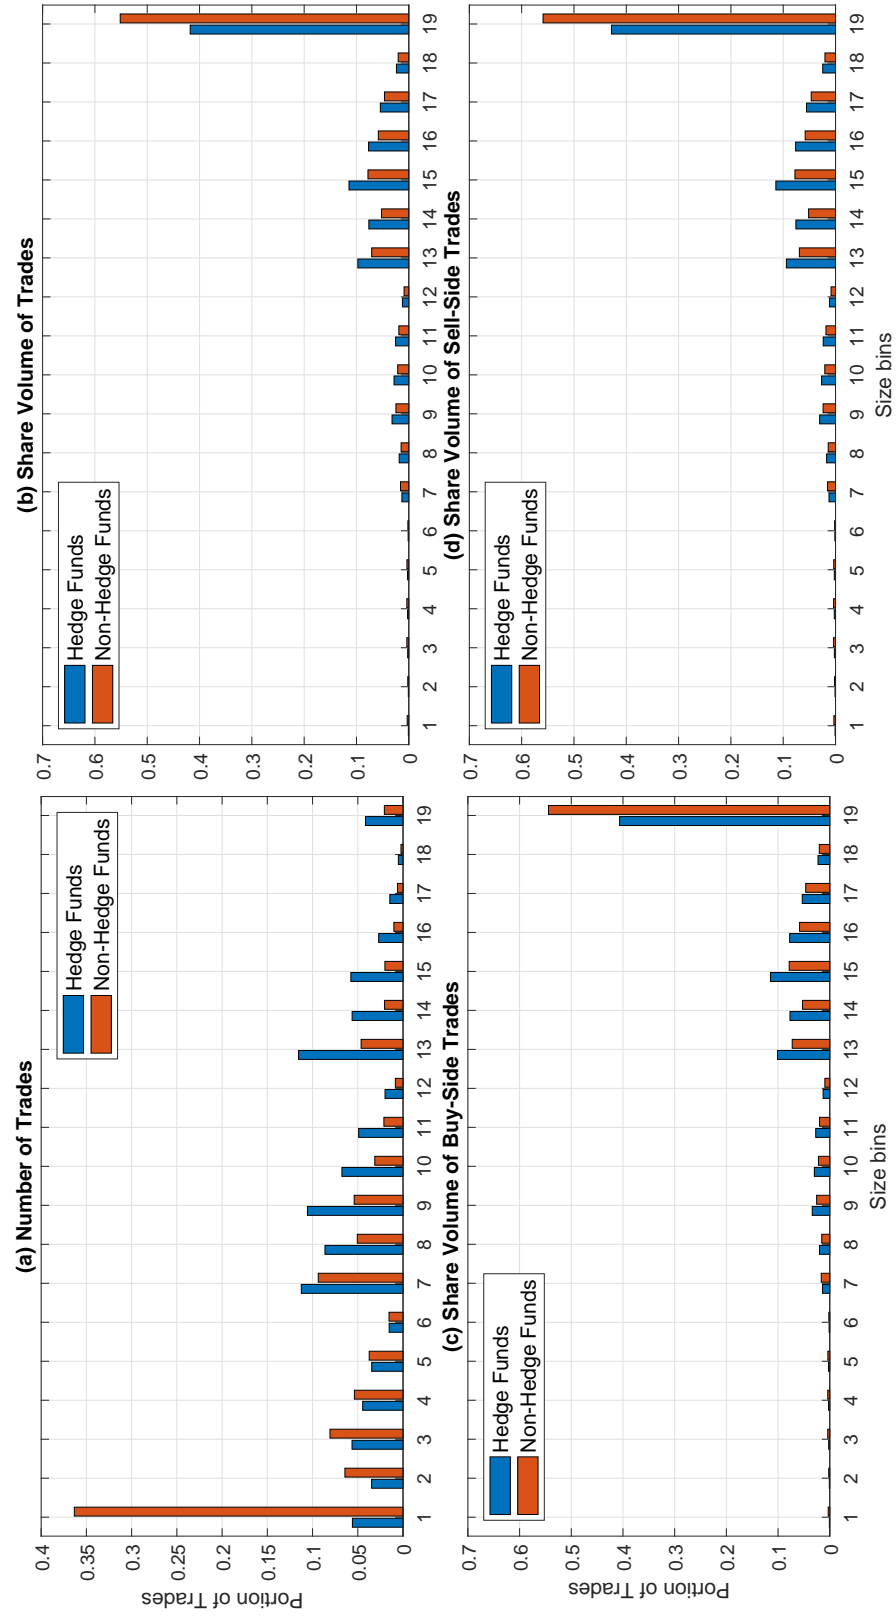 (a) Number of Trades
0.4
0.35
0.3
0.25
0.2
0.15
0.1
0.05
0
Portion of Trades
1 2 3 4 5 6 7 8 9 10 11 12 13 14 15 16 17 18 19
Hedge Funds
Non-Hedge Funds
(b) Share Volume of Trades
0.7
0.6
0.5
0.4
0.3
0.2
0.1
0
1 2 3 4 5 6 7 8 9 10 11 12 13 14 15 16 17 18 19
Hedge Funds
Non-Hedge Funds
(c) Share Volume of Buy-Side Trades
0.7
0.6
0.5
0.4
0.3
0.2
0.1
0
Portion of Trades
1 2 3 4 5 6 7 8 9 10 11 12 13 14 15 16 17 18 19
Size bins
Hedge Funds
Non-Hedge Funds
(d) Share Volume of Sell-Side Trades
0.7
0.6
0.5
0.4
0.3
0.2
0.1
0
1 2 3 4 5 6 7 8 9 10 11 12 13 14 15 16 17 18 19
Size bins
Hedge Funds
Non-Hedge Funds